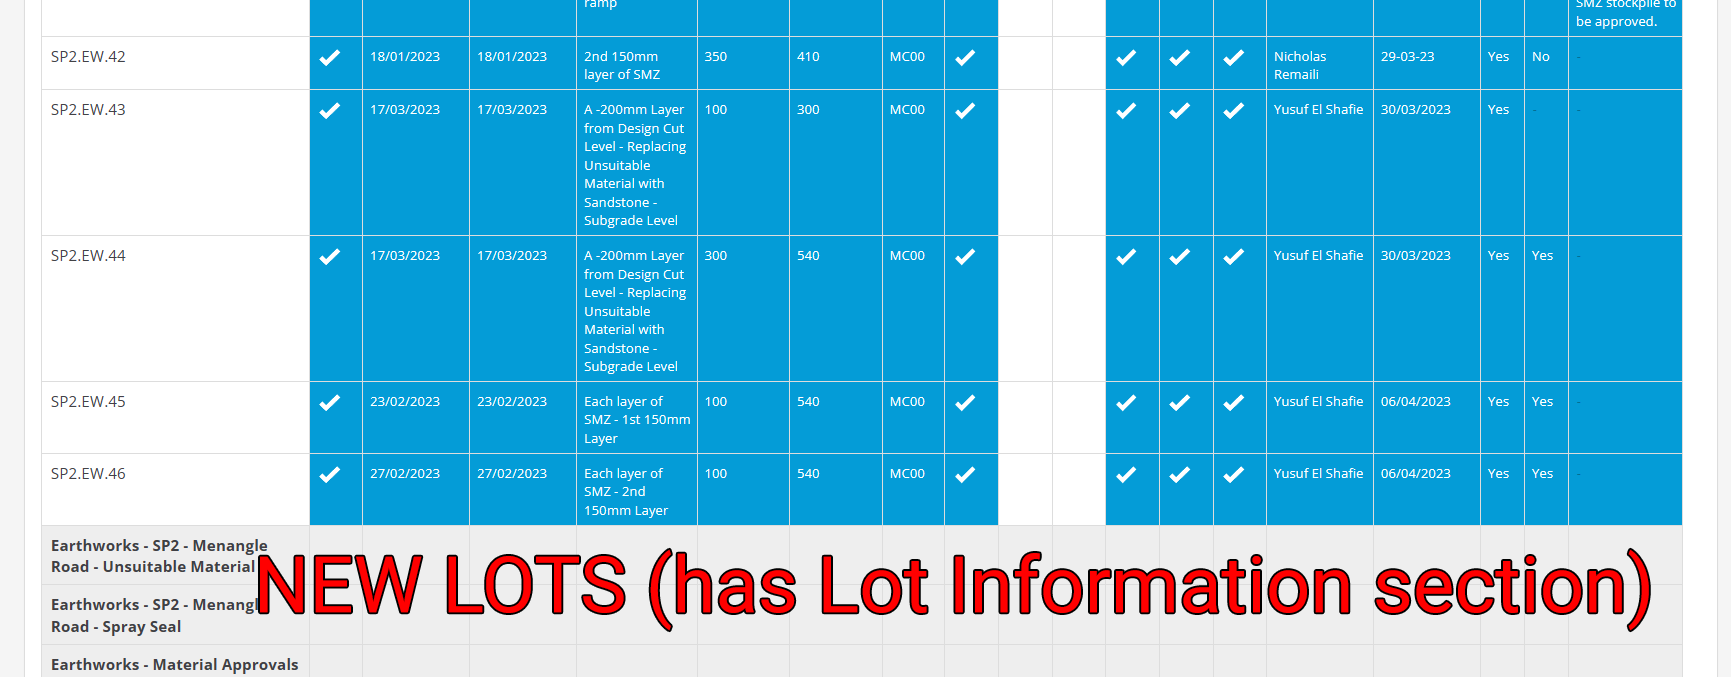 ramp
SMZ stockpile to
be approved.
SP2.EW.42 18/01/2023 18/01/2023 2nd 150mm 350 410 MC00 Nicholas 29-03-23 Yes No -
layer of SMZ Remaili
SP2.EW.43 17/03/2023 17/03/2023 A -200mm Layer 100 300 MC00 Yusuf El Shafie 30/03/2023 Yes - -
from Design Cut
Level - Replacing
Unsuitable
Material with
Sandstone -
Subgrade Level
SP2.EW.44 17/03/2023 17/03/2023 A -200mm Layer 300 540 MC00 Yusuf El Shafie 30/03/2023 Yes Yes -
from Design Cut
Level - Replacing
Unsuitable
Material with
Sandstone -
Subgrade Level
SP2.EW.45 23/02/2023 23/02/2023 Each layer of 100 540 MC00 Yusuf El Shafie 06/04/2023 Yes Yes -
SMZ - 1st 150mm
Layer
SP2.EW.46 27/02/2023 27/02/2023 Each layer of 100 540 MC00 Yusuf El Shafie 06/04/2023 Yes Yes -
SMZ - 2nd
150mm Layer
Earthworks - SP2 - Menangle
Road - Unsuitable Material
NEW LOTS (has Lot Information section)
Earthworks - SP2 - Menangle
Road - Spray Seal
Earthworks - Material Approvals